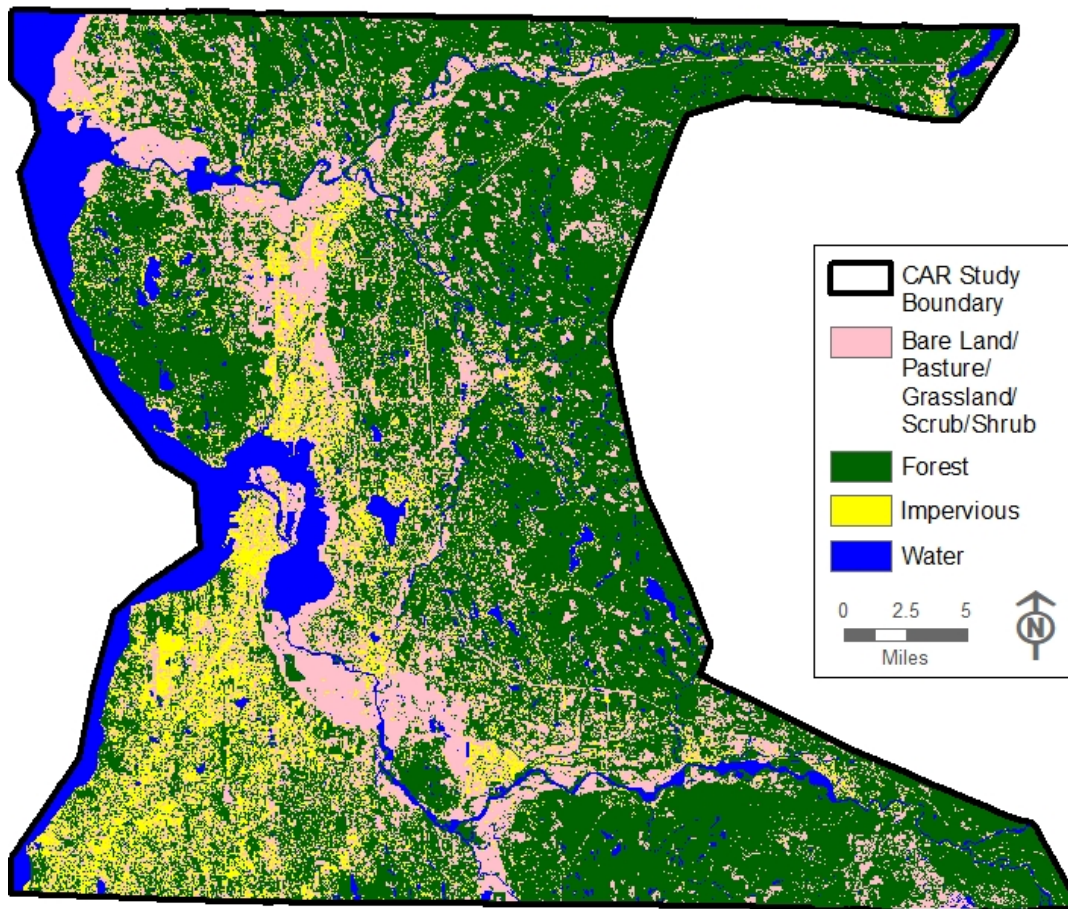 CAR Study
Boundary
Bare Land/
Pasture/
Grassland/
Scrub/Shrub
Forest
Impervious
Water
0 2.5 5
Miles
N